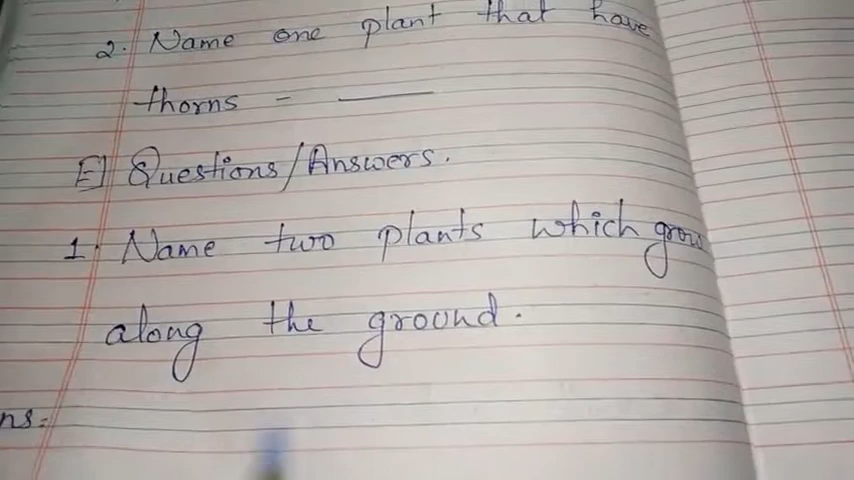 2. Name one plant that have
thorns - ———
E] Questions/Answers.
1. Name two plants which grow
along the ground.
ns: